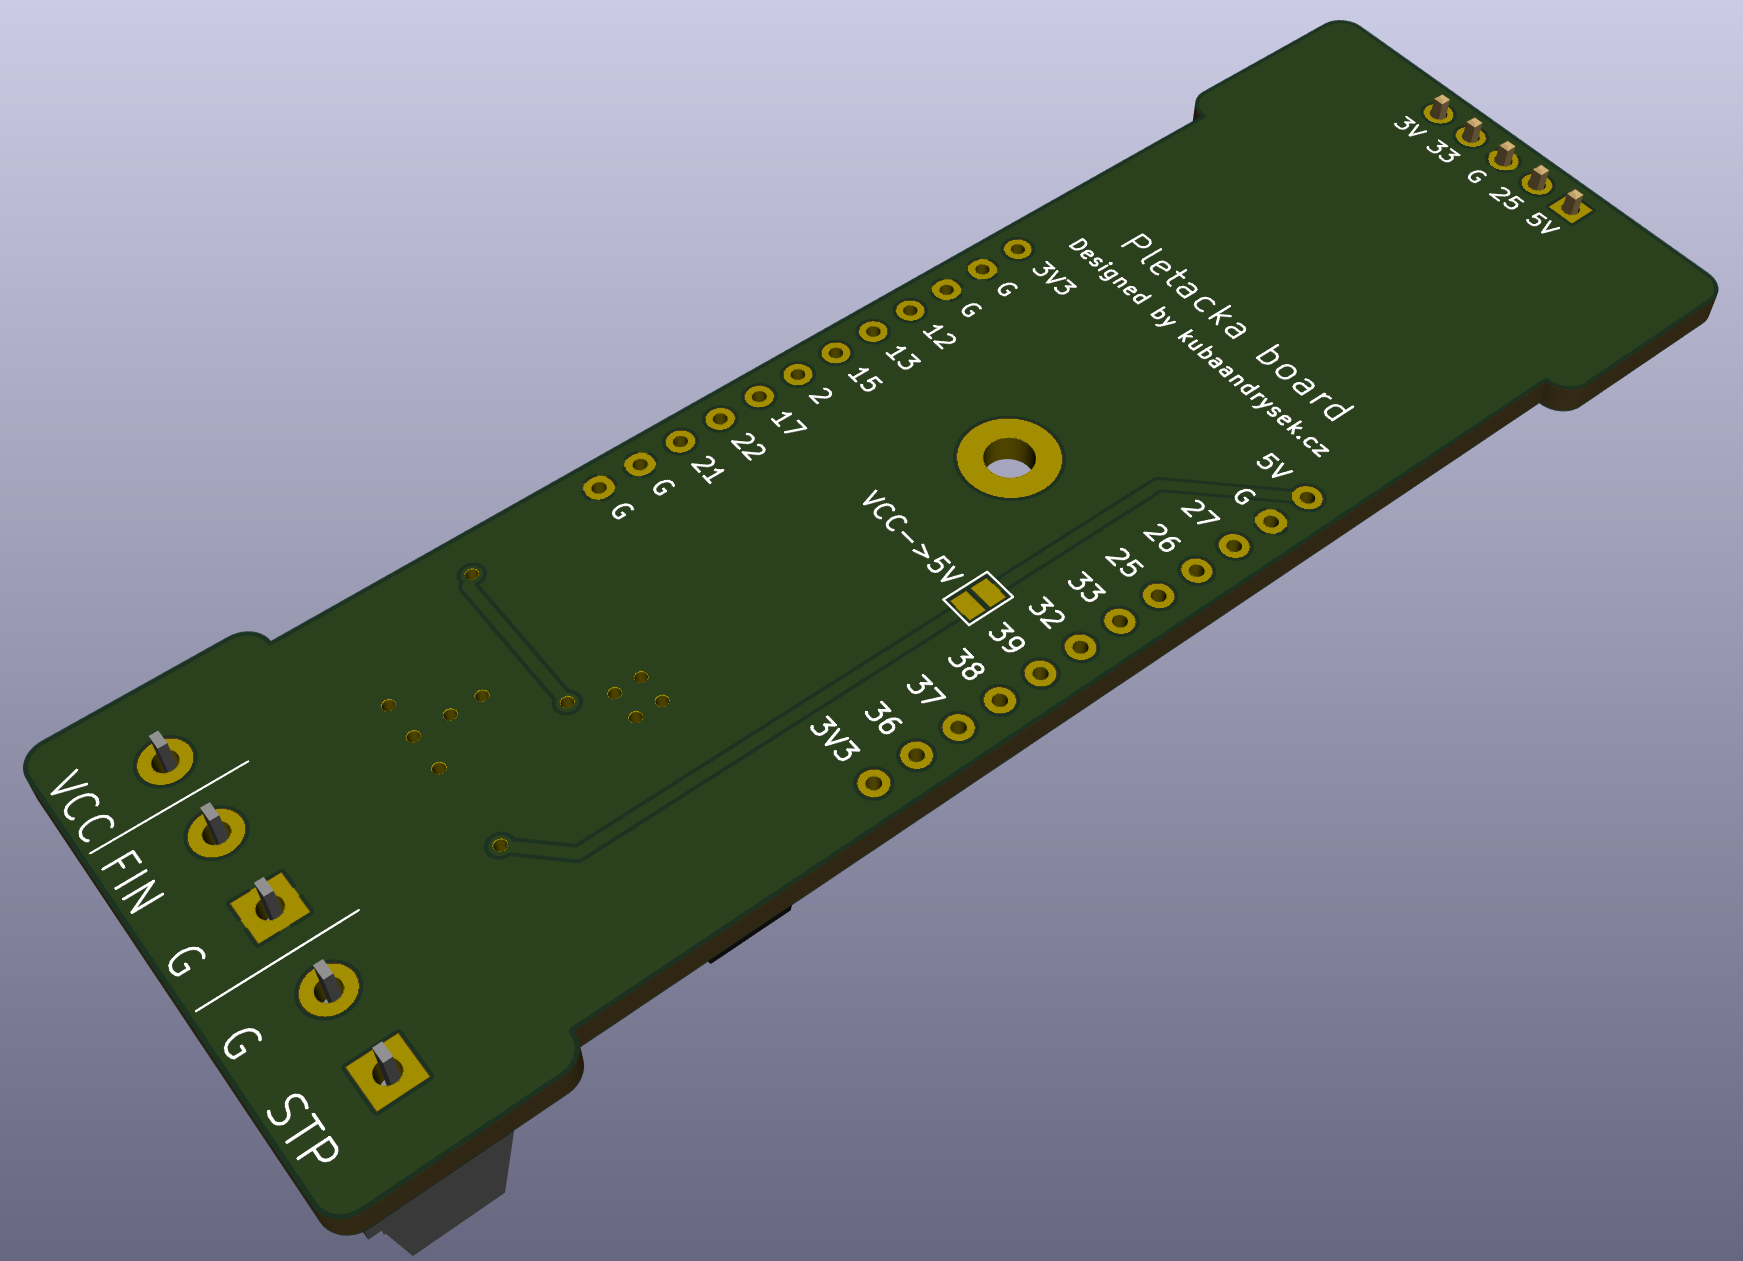 3V 33 G 25 5V
Pletacka board
Designed by kubaandrysek.cz
3V3
G
G
12
13
15
2
17
22
21
G
G
5V
G
27
26
25
33
32
39
38
37
36
3V3
VCC->5V
VCC
FIN
G
G
STP